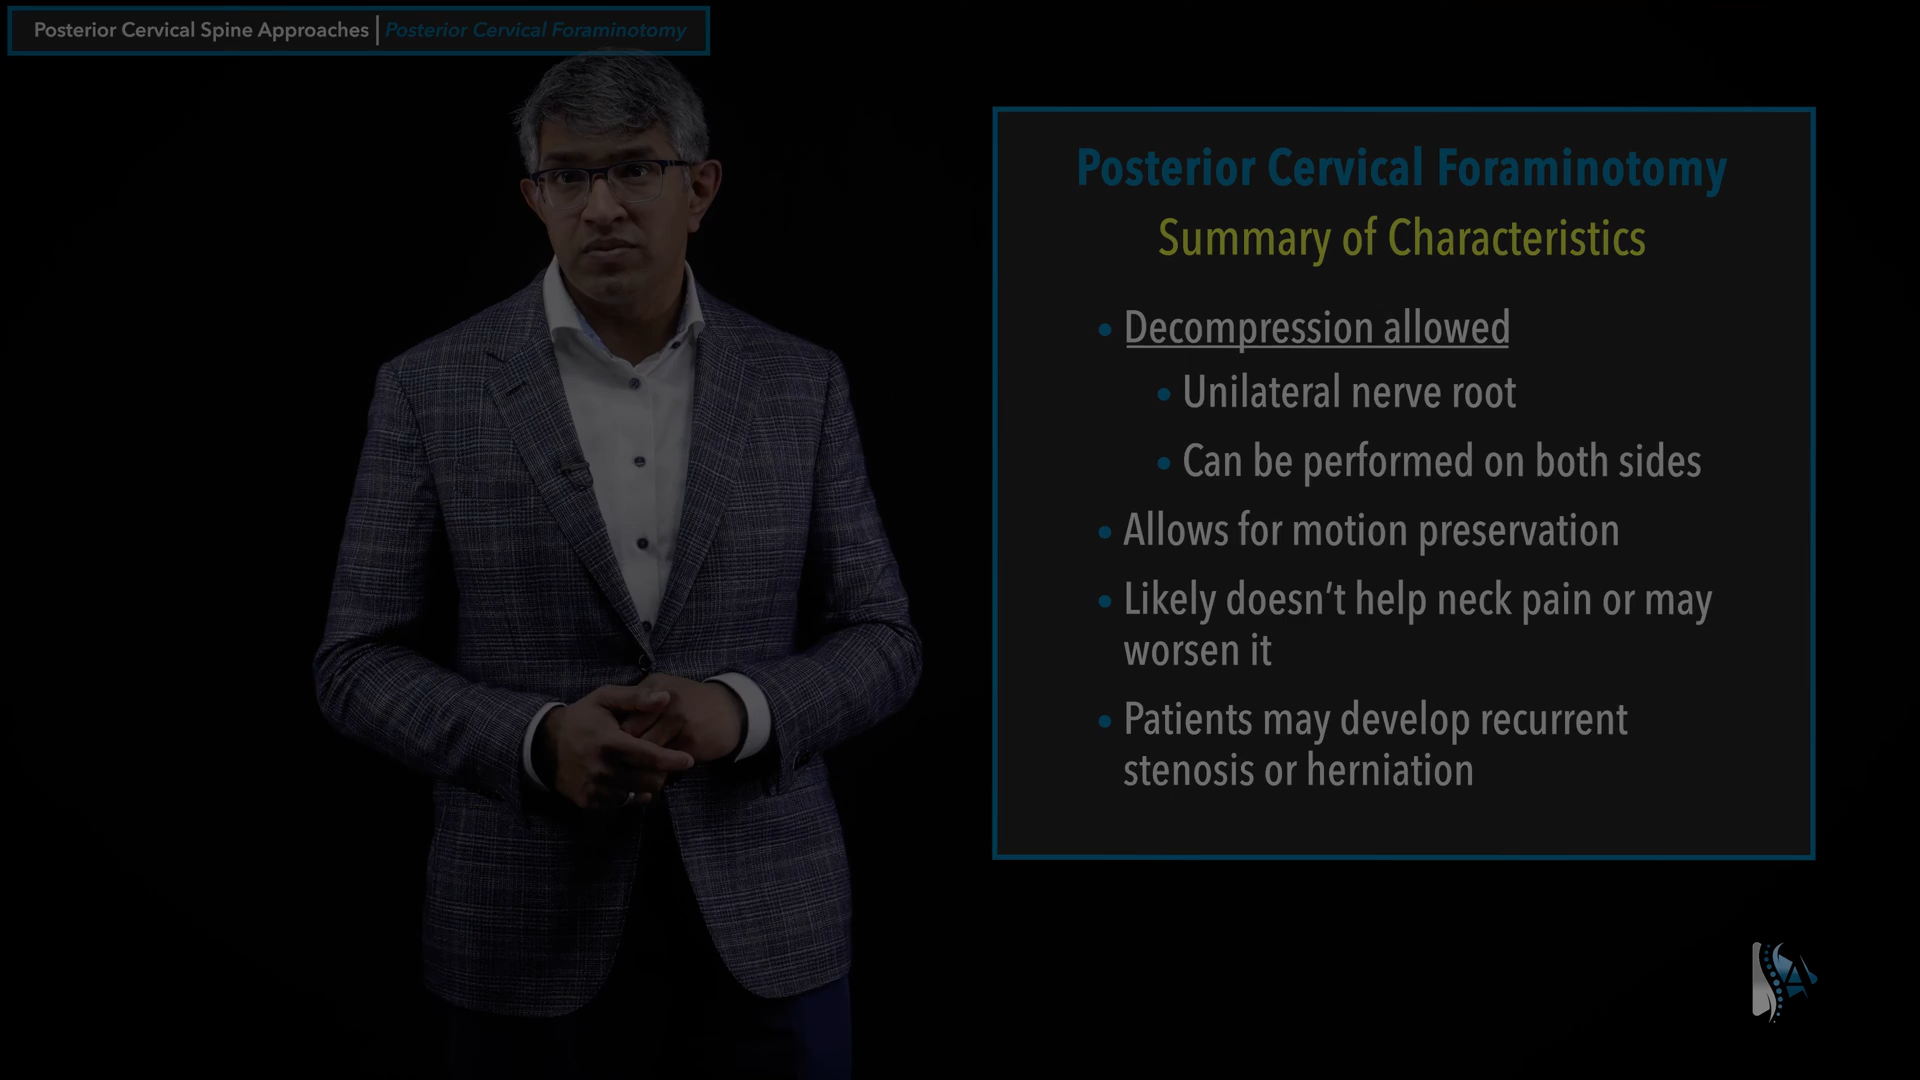 Posterior Cervical Spine Approaches | Posterior Cervical Foraminotomy
Posterior Cervical Foraminotomy
Summary of Characteristics
• Decompression allowed
• Unilateral nerve root
• Can be performed on both sides
• Allows for motion preservation
• Likely doesn't help neck pain or may
worsen it
• Patients may develop recurrent
stenosis or herniation